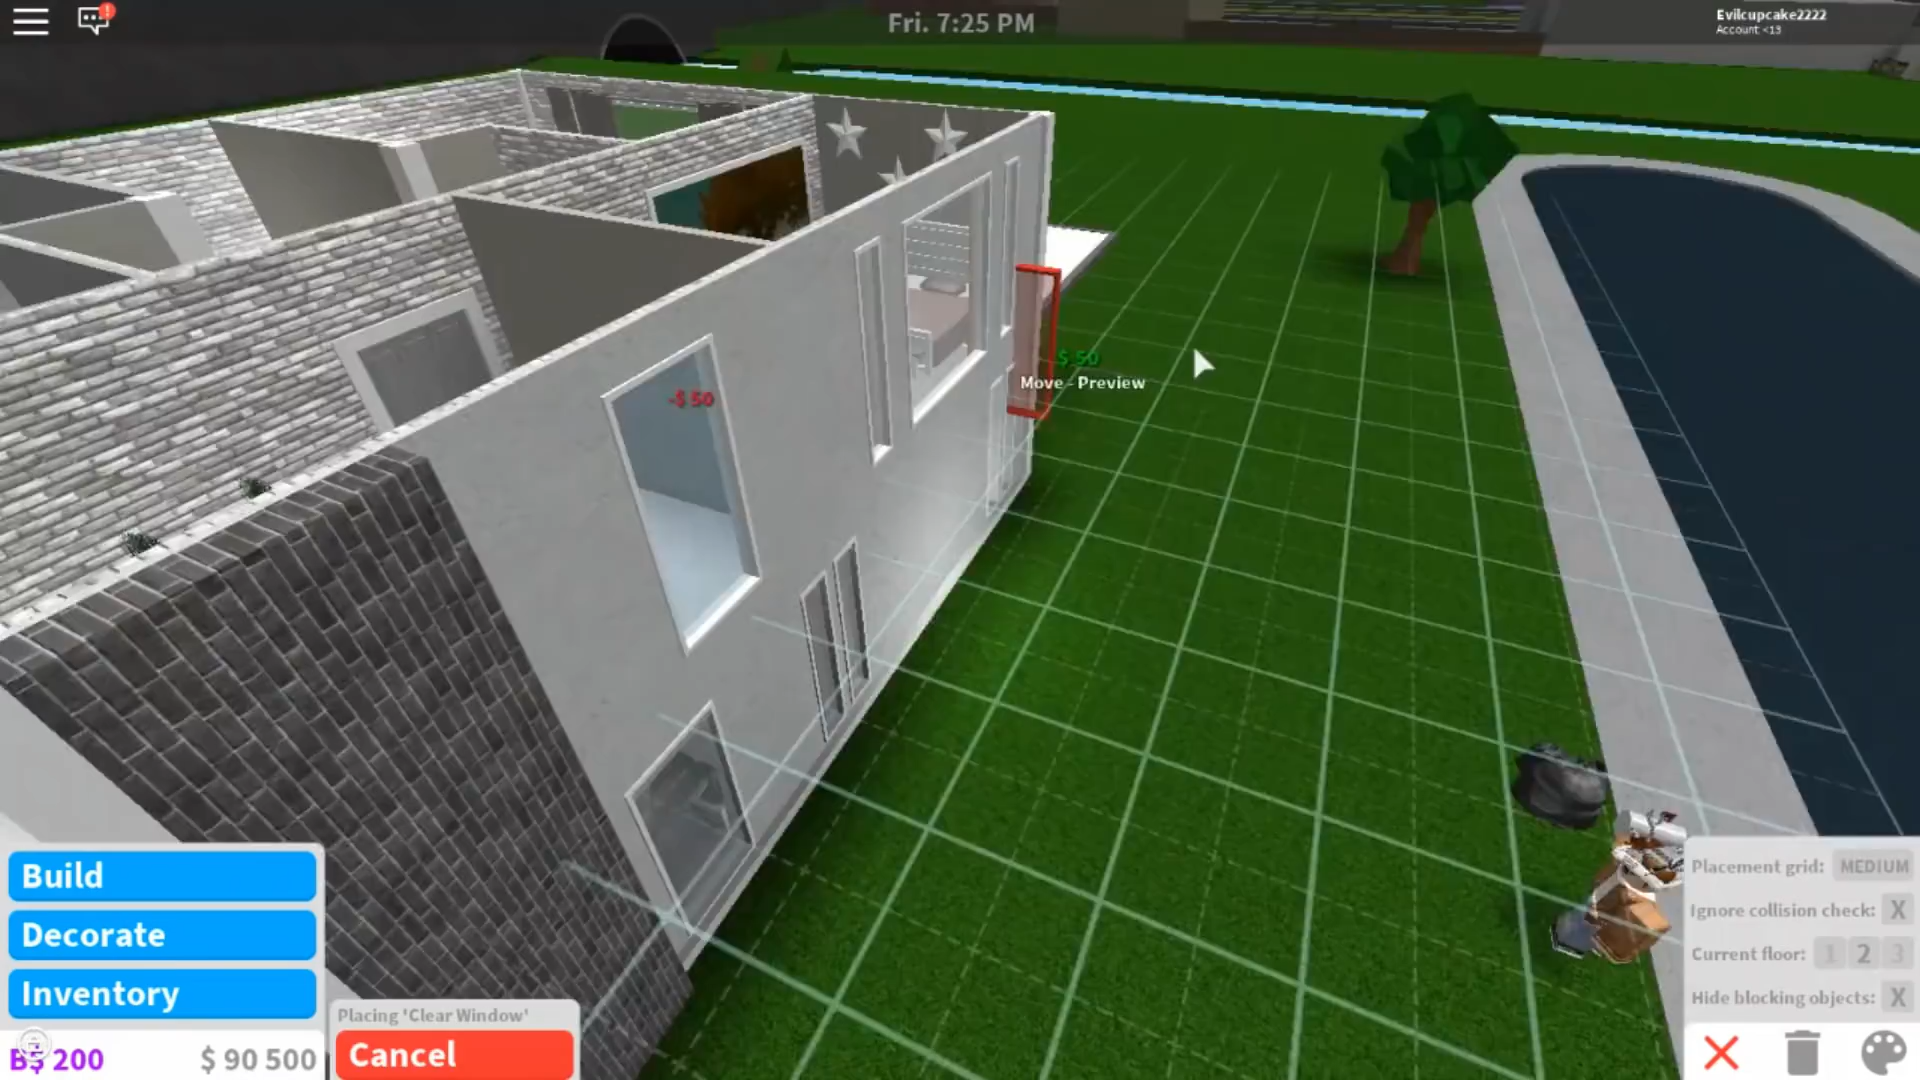 Fri. 7:25 PM
Evilcupcake2222
Account <13
-$ 50
$ 50
Move - Preview
Build
Decorate
Inventory
B$ 200
$ 90 500
Placing 'Clear Window'
Cancel
Placement grid: MEDIUM
Ignore collision check: X
Current floor: 1 2 3
Hide blocking objects: X